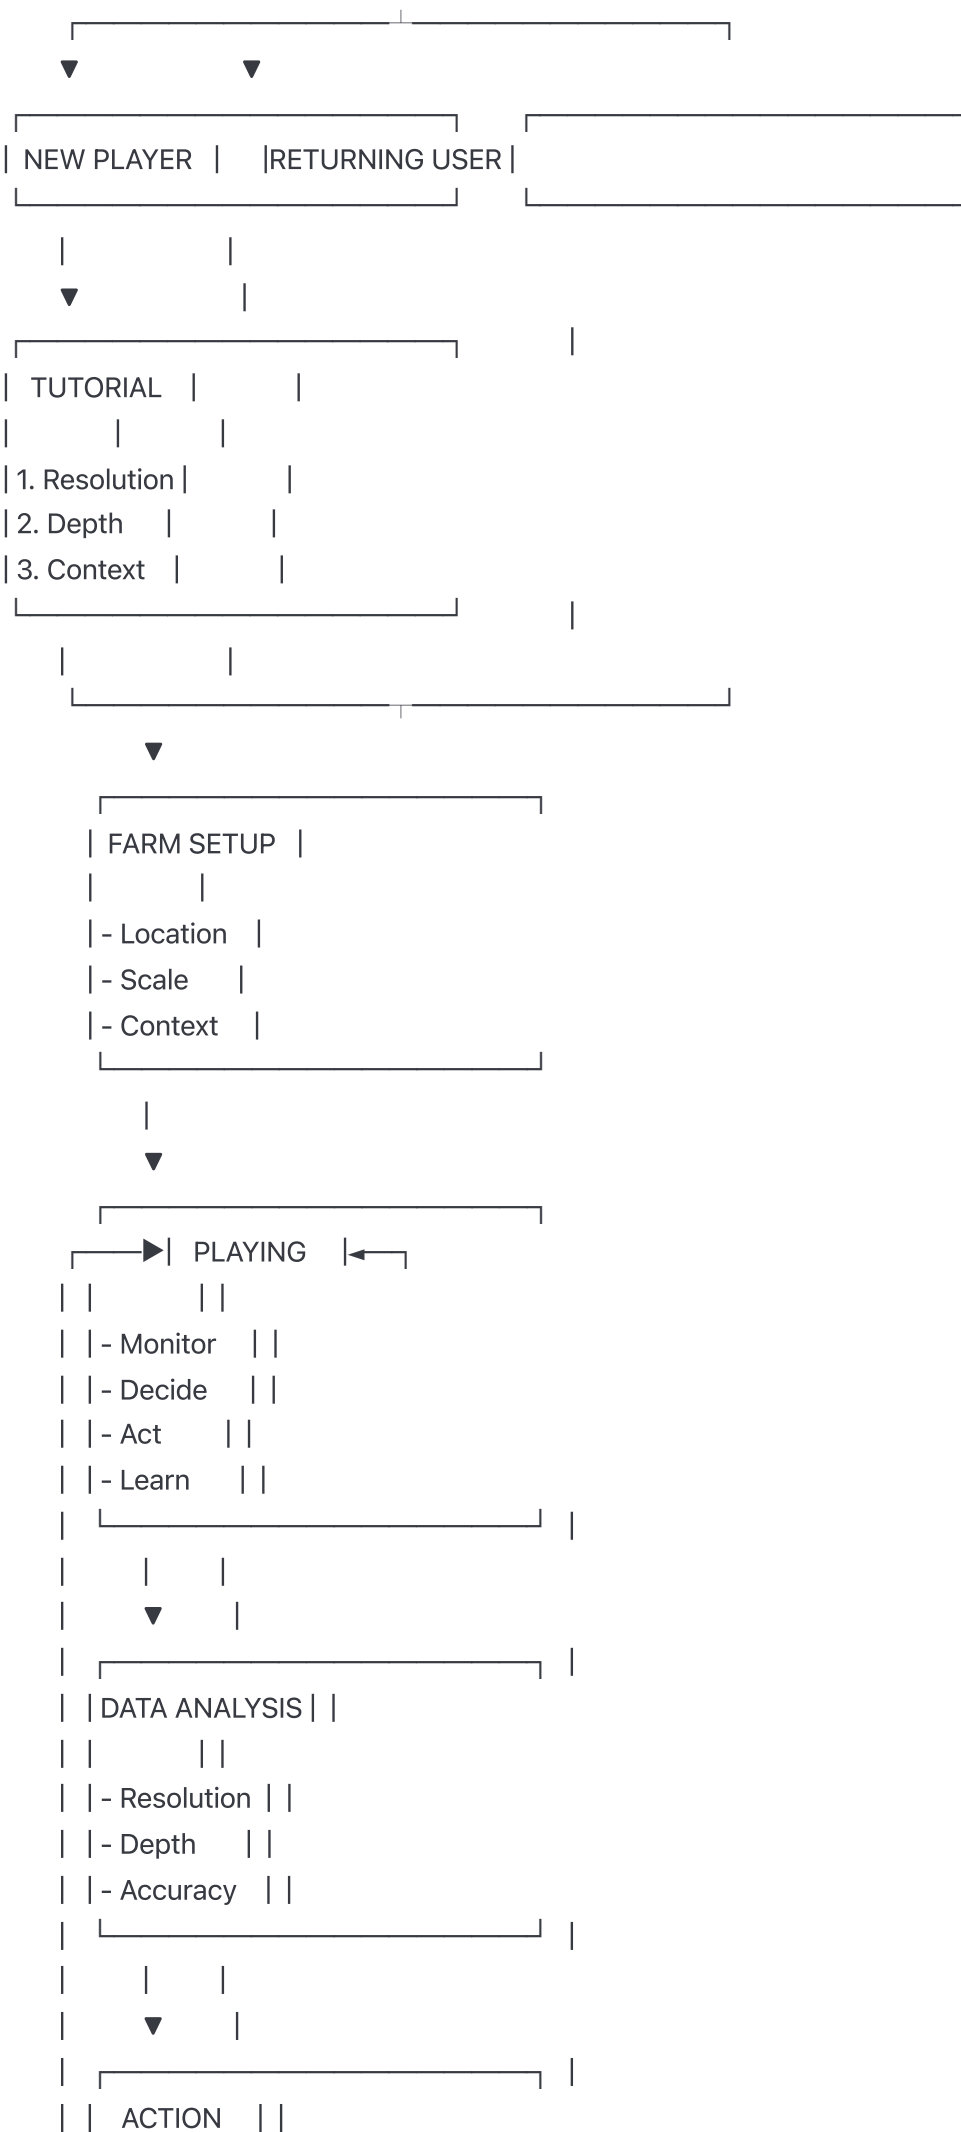 NEW PLAYER RETURNING USER
TUTORIAL
1. Resolution
2. Depth
3. Context
FARM SETUP
- Location
- Scale
- Context
PLAYING
- Monitor
- Decide
- Act
- Learn
DATA ANALYSIS
- Resolution
- Depth
- Accuracy
ACTION